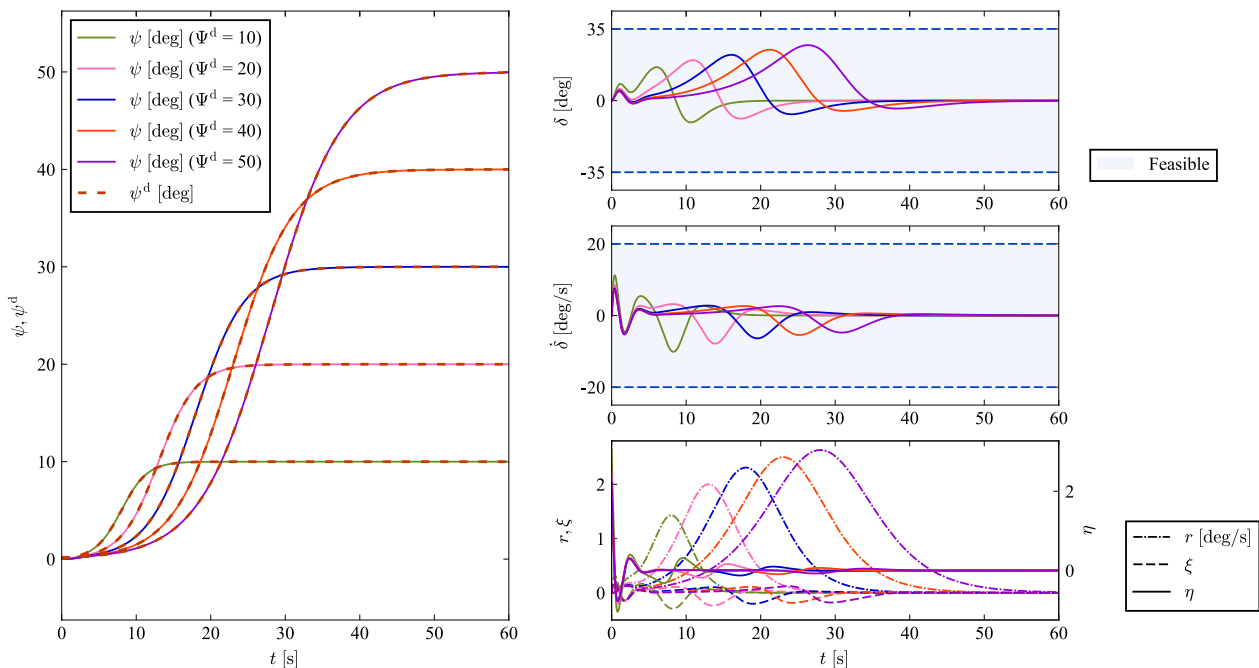 ψ, ψᵈ
50
40
30
20
10
0
ψ [deg] (Ψᵈ = 10)
ψ [deg] (Ψᵈ = 20)
ψ [deg] (Ψᵈ = 30)
ψ [deg] (Ψᵈ = 40)
ψ [deg] (Ψᵈ = 50)
ψᵈ [deg]
0 10 20 30 40 50 60
t [s]
δ [deg]
35
0
-35
0 10 20 30 40 50 60
Feasible
δ̇ [deg/s]
20
0
-20
0 10 20 30 40 50 60
r, ξ
2
1
0
η
2
0
0 10 20 30 40 50 60
t [s]
r [deg/s]
ξ
η